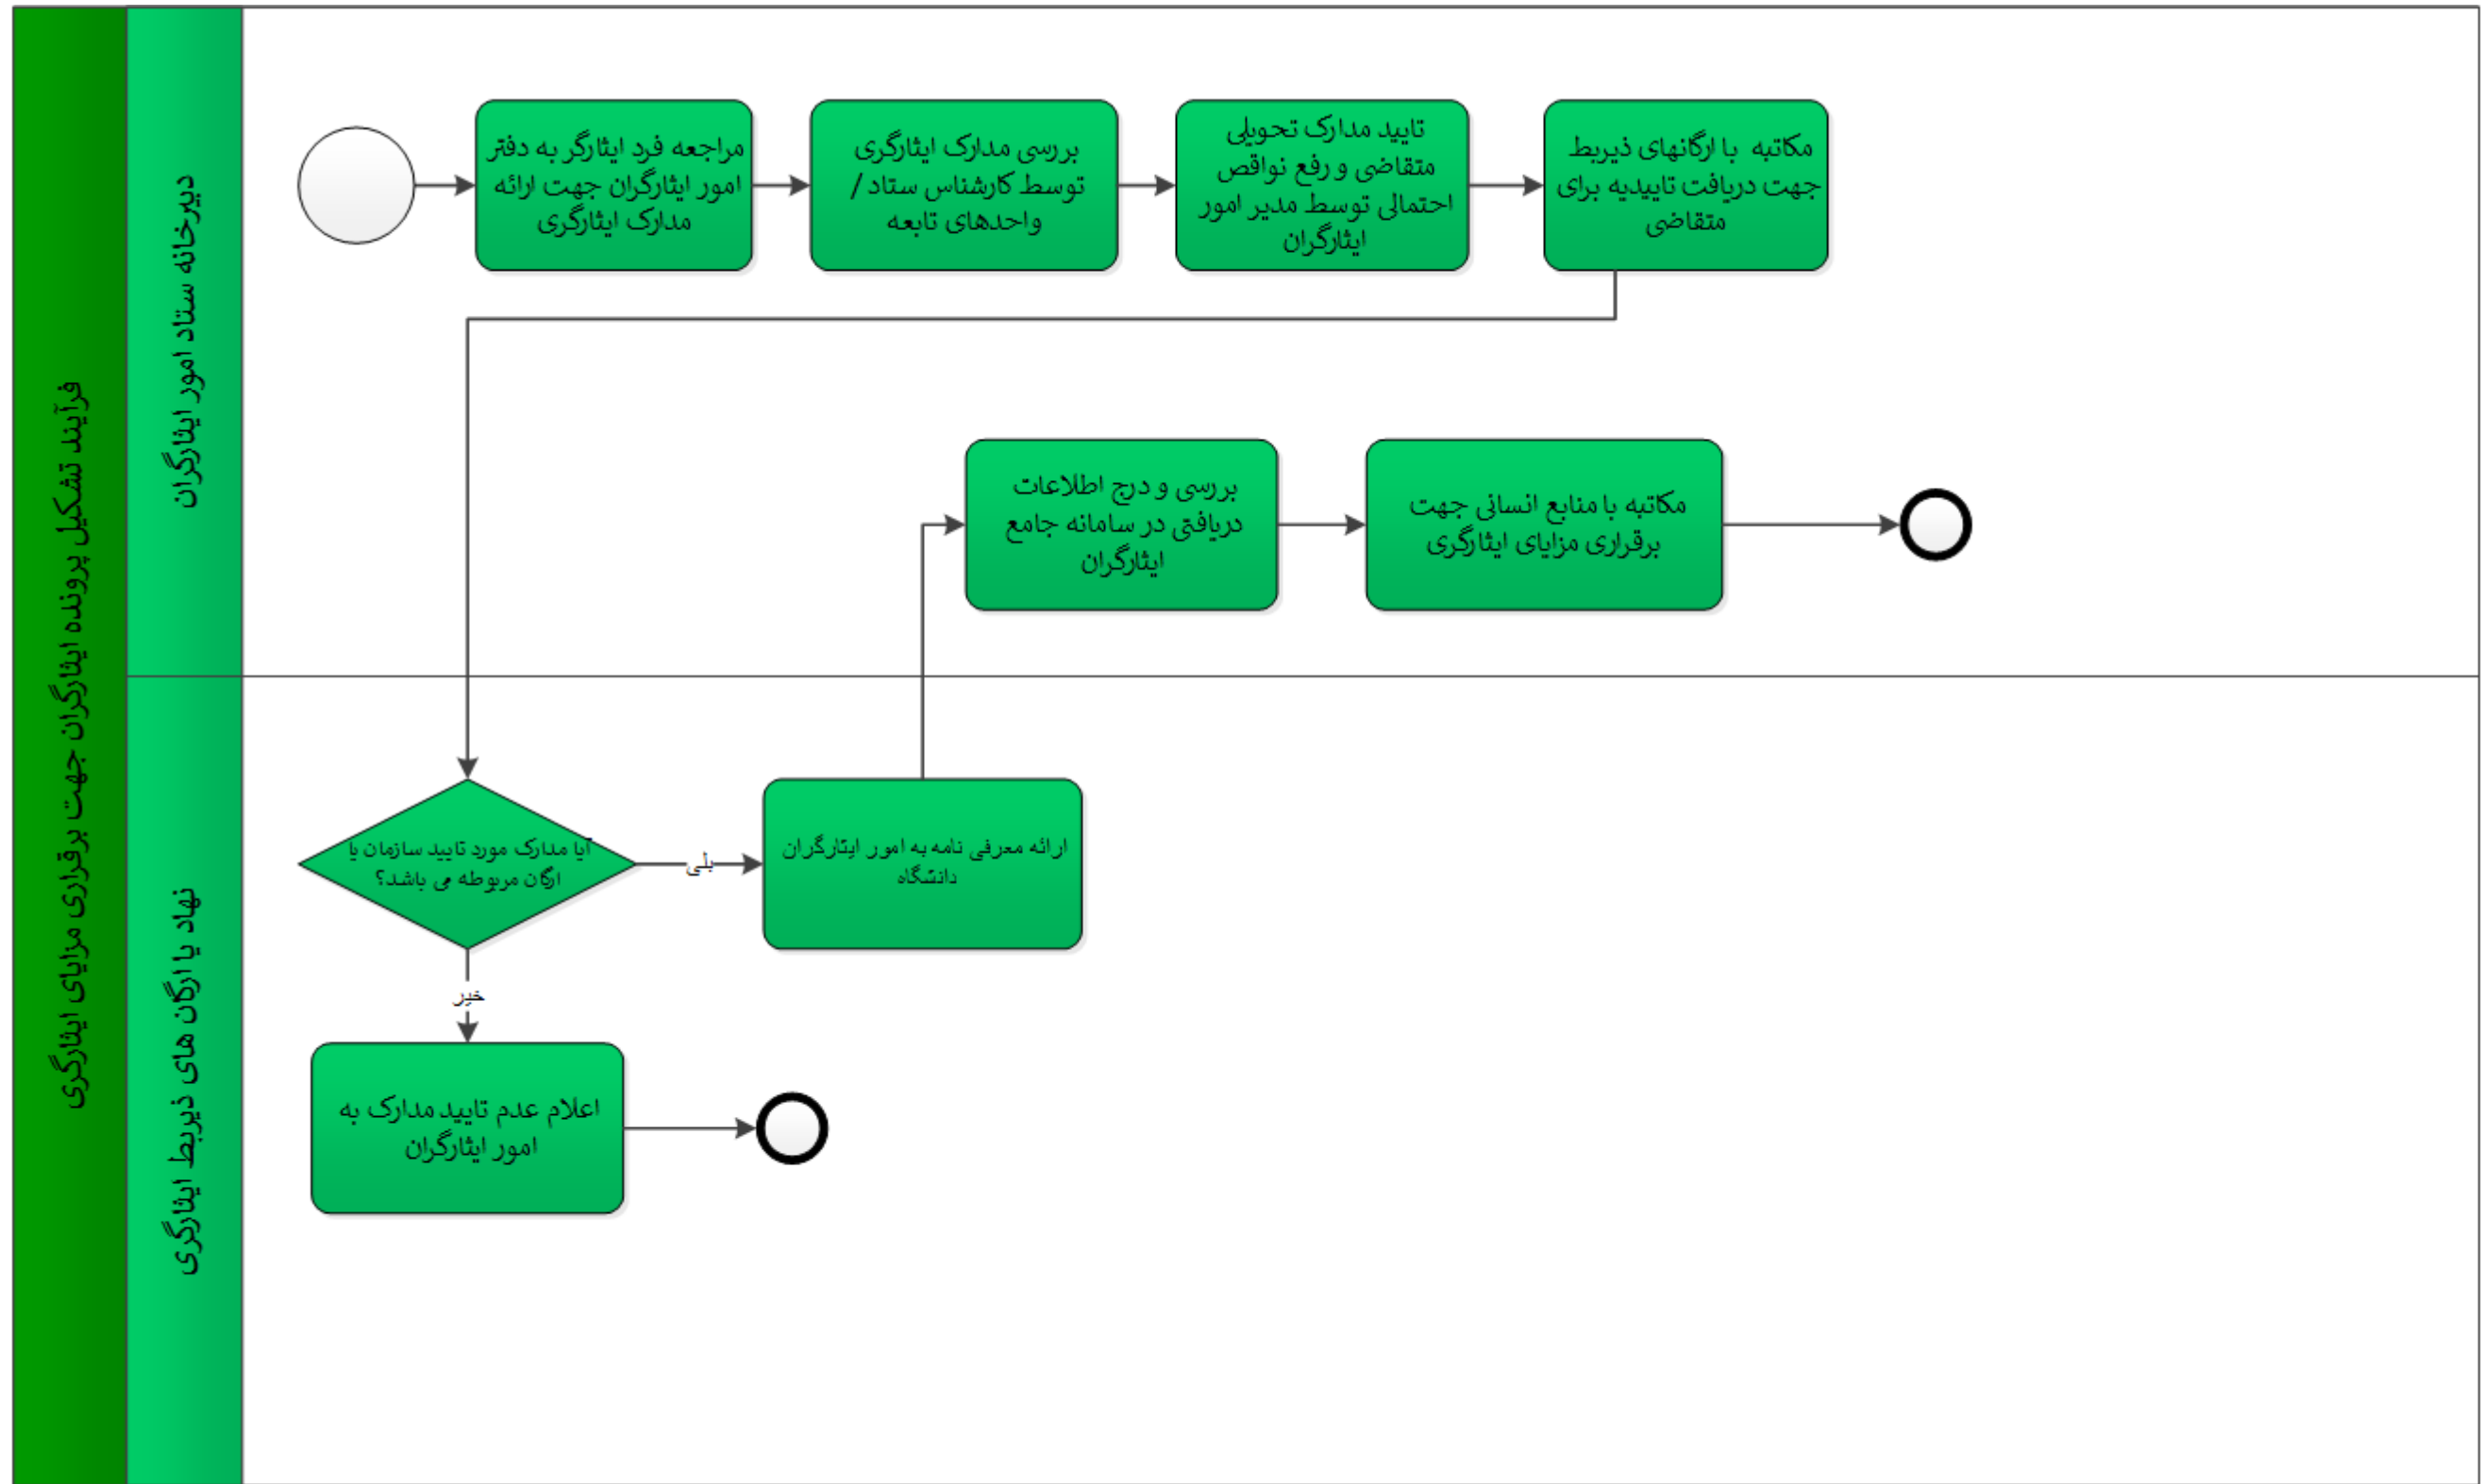 فرآیند تشکیل پرونده ایثارگران جهت برقراری مزایای ایثارگری
دبیرخانه ستاد امور ایثارگران
مراجعه فرد ایثارگر به دفتر
امور ایثارگران جهت ارائه
مدارک ایثارگری
بررسی مدارک ایثارگری
توسط کارشناس ستاد /
واحدهای تابعه
تایید مدارک تحویلی
متقاضی و رفع نواقص
احتمالی توسط مدیر امور
ایثارگران
مکاتبه با ارگانهای ذیربط
جهت دریافت تاییدیه برای
متقاضی
بررسی و درج اطلاعات
دریافتی در سامانه جامع
ایثارگران
مکاتبه با منابع انسانی جهت
برقراری مزایای ایثارگری
نهاد یا ارگان های ذیربط ایثارگری
آیا مدارک مورد تایید سازمان یا
ارگان مربوطه می باشد؟
بلی
ارائه معرفی نامه به امور ایثارگران
دانشگاه
خیر
اعلام عدم تایید مدارک به
امور ایثارگران